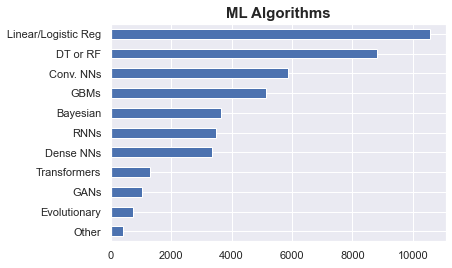 ML Algorithms
Linear/Logistic Reg
DT or RF
Conv. NNs
GBMs
Bayesian
RNNs
Dense NNs
Transformers
GANs
Evolutionary
Other
0 2000 4000 6000 8000 10000